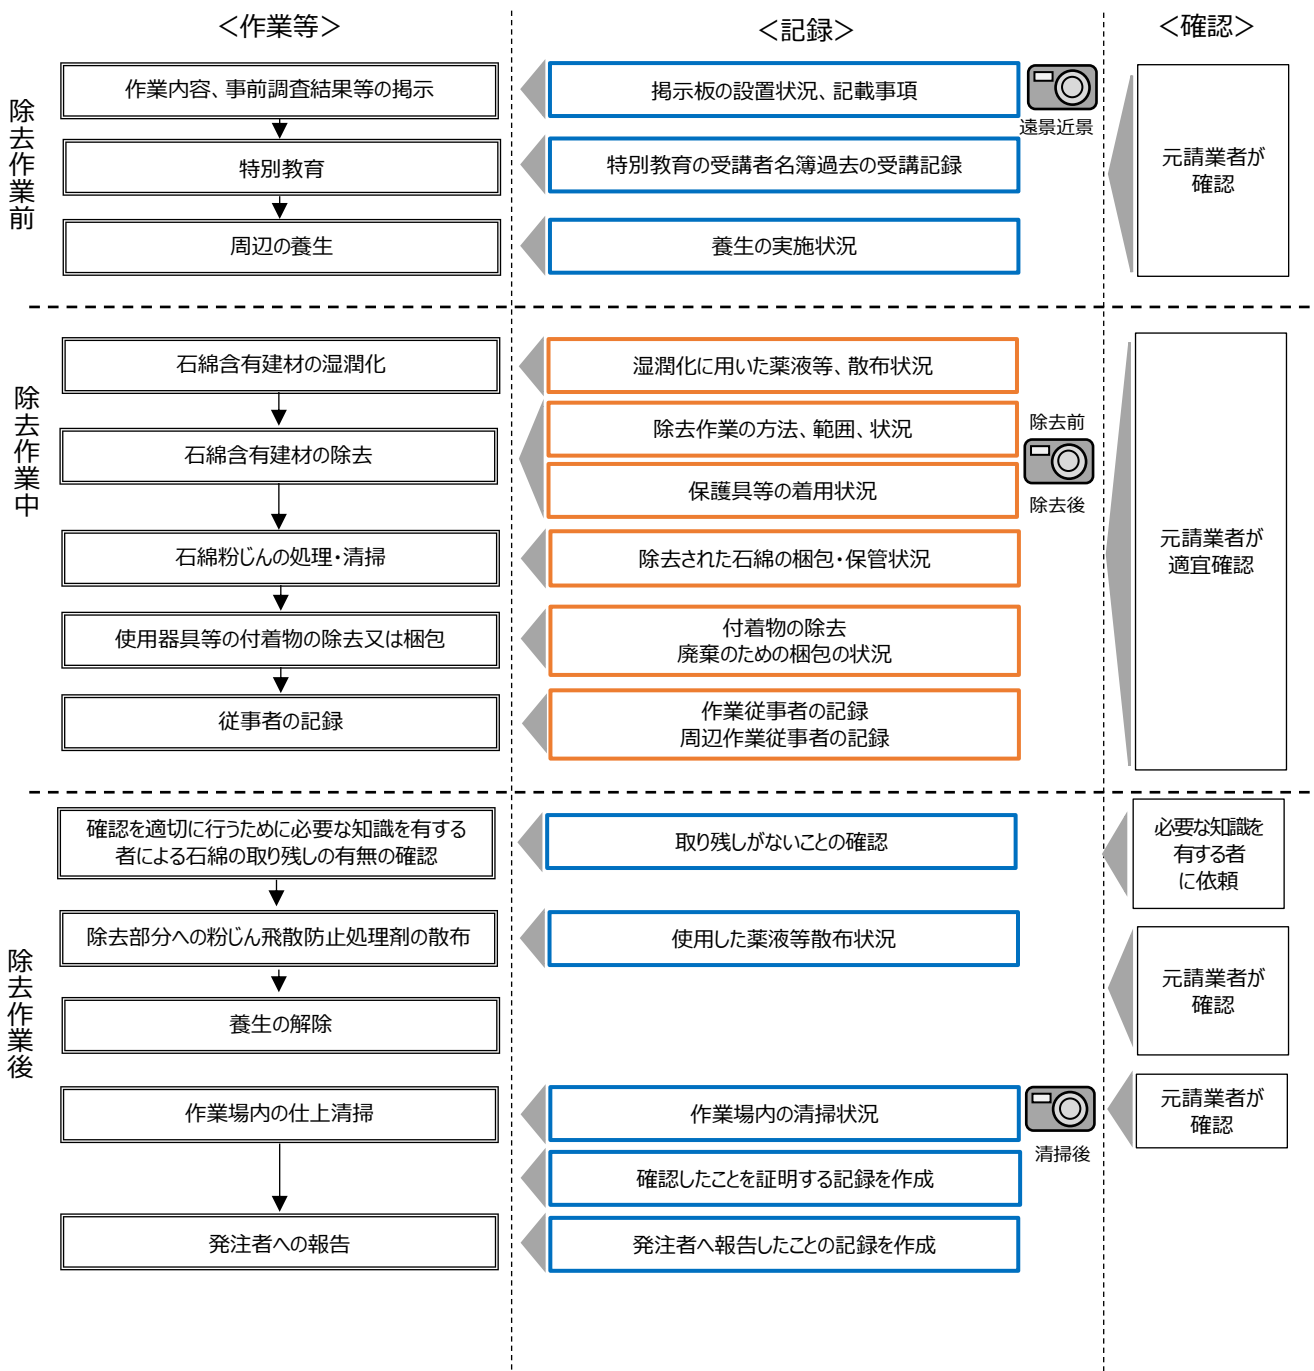 <作業等>
<記録>
<確認>
除去作業前
作業内容、事前調査結果等の掲示
掲示板の設置状況、記載事項
遠景近景
特別教育
特別教育の受講者名簿過去の受講記録
元請業者が
確認
周辺の養生
養生の実施状況
除去作業中
石綿含有建材の湿潤化
湿潤化に用いた薬液等、散布状況
石綿含有建材の除去
除去作業の方法、範囲、状況
除去前
保護具等の着用状況
除去後
石綿粉じんの処理・清掃
除去された石綿の梱包・保管状況
元請業者が
適宜確認
使用器具等の付着物の除去又は梱包
付着物の除去
廃棄のための梱包の状況
従事者の記録
作業従事者の記録
周辺作業従事者の記録
除去作業後
確認を適切に行うために必要な知識を有する
者による石綿の取り残しの有無の確認
取り残しがないことの確認
必要な知識を
有する者
に依頼
除去部分への粉じん飛散防止処理剤の散布
使用した薬液等散布状況
元請業者が
確認
養生の解除
作業場内の仕上清掃
作業場内の清掃状況
清掃後
元請業者が
確認
確認したことを証明する記録を作成
発注者への報告
発注者へ報告したことの記録を作成